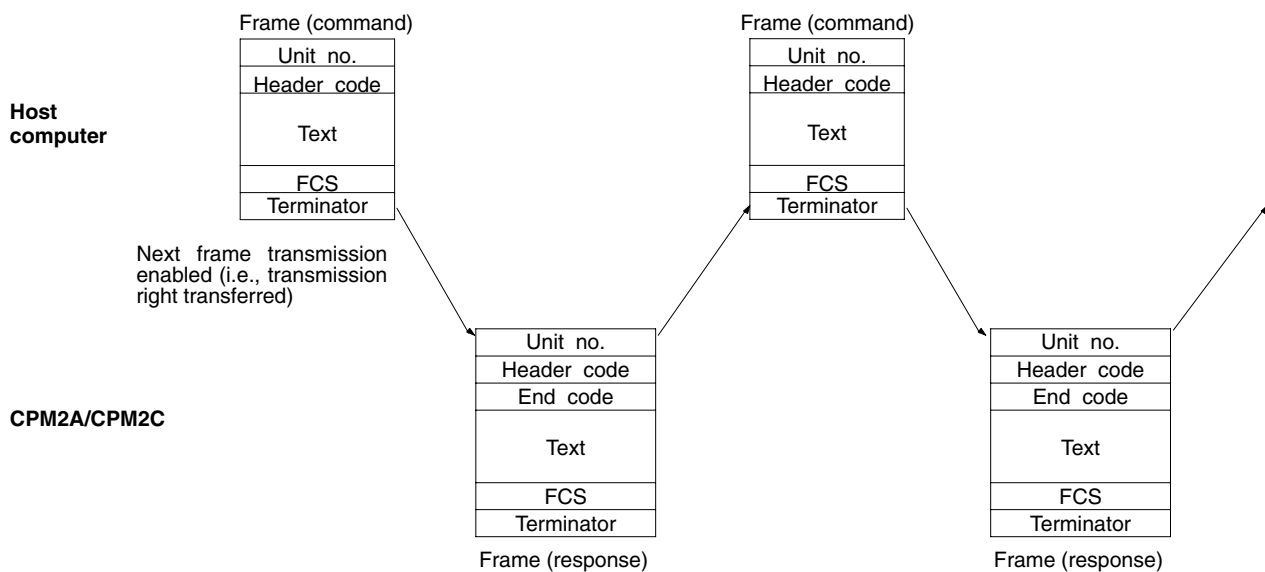 Frame (command)
Unit no.
Header code
Text
FCS
Terminator
Frame (command)
Unit no.
Header code
Text
FCS
Terminator
Host
computer
Next frame transmission
enabled (i.e., transmission
right transferred)
CPM2A/CPM2C
Unit no.
Header code
End code
Text
FCS
Terminator
Frame (response)
Unit no.
Header code
End code
Text
FCS
Terminator
Frame (response)